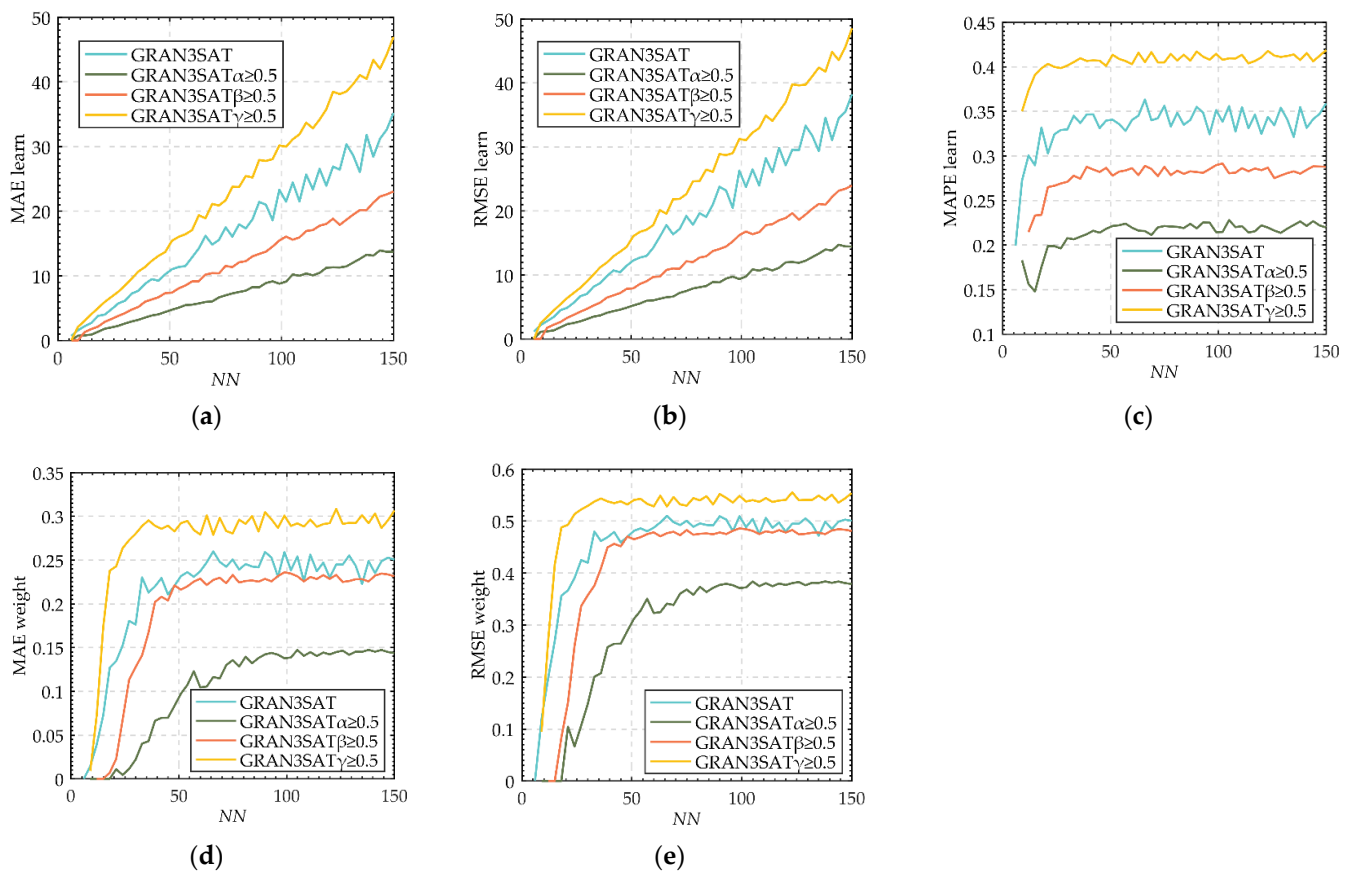 MAE learn
50
40
30
20
10
0
GRAN3SAT
GRAN3SATα≥0.5
GRAN3SATβ≥0.5
GRAN3SATγ≥0.5
0 50 100 150
NN
(a)
RMSE learn
50
40
30
20
10
0
GRAN3SAT
GRAN3SATα≥0.5
GRAN3SATβ≥0.5
GRAN3SATγ≥0.5
0 50 100 150
NN
(b)
MAPE learn
0.45
0.4
0.35
0.3
0.25
0.2
0.15
0.1
GRAN3SAT
GRAN3SATα≥0.5
GRAN3SATβ≥0.5
GRAN3SATγ≥0.5
0 50 100 150
NN
(c)
MAE weight
0.35
0.3
0.25
0.2
0.15
0.1
0.05
0
GRAN3SAT
GRAN3SATα≥0.5
GRAN3SATβ≥0.5
GRAN3SATγ≥0.5
0 50 100 150
NN
(d)
RMSE weight
0.6
0.5
0.4
0.3
0.2
0.1
0
GRAN3SAT
GRAN3SATα≥0.5
GRAN3SATβ≥0.5
GRAN3SATγ≥0.5
0 50 100 150
NN
(e)